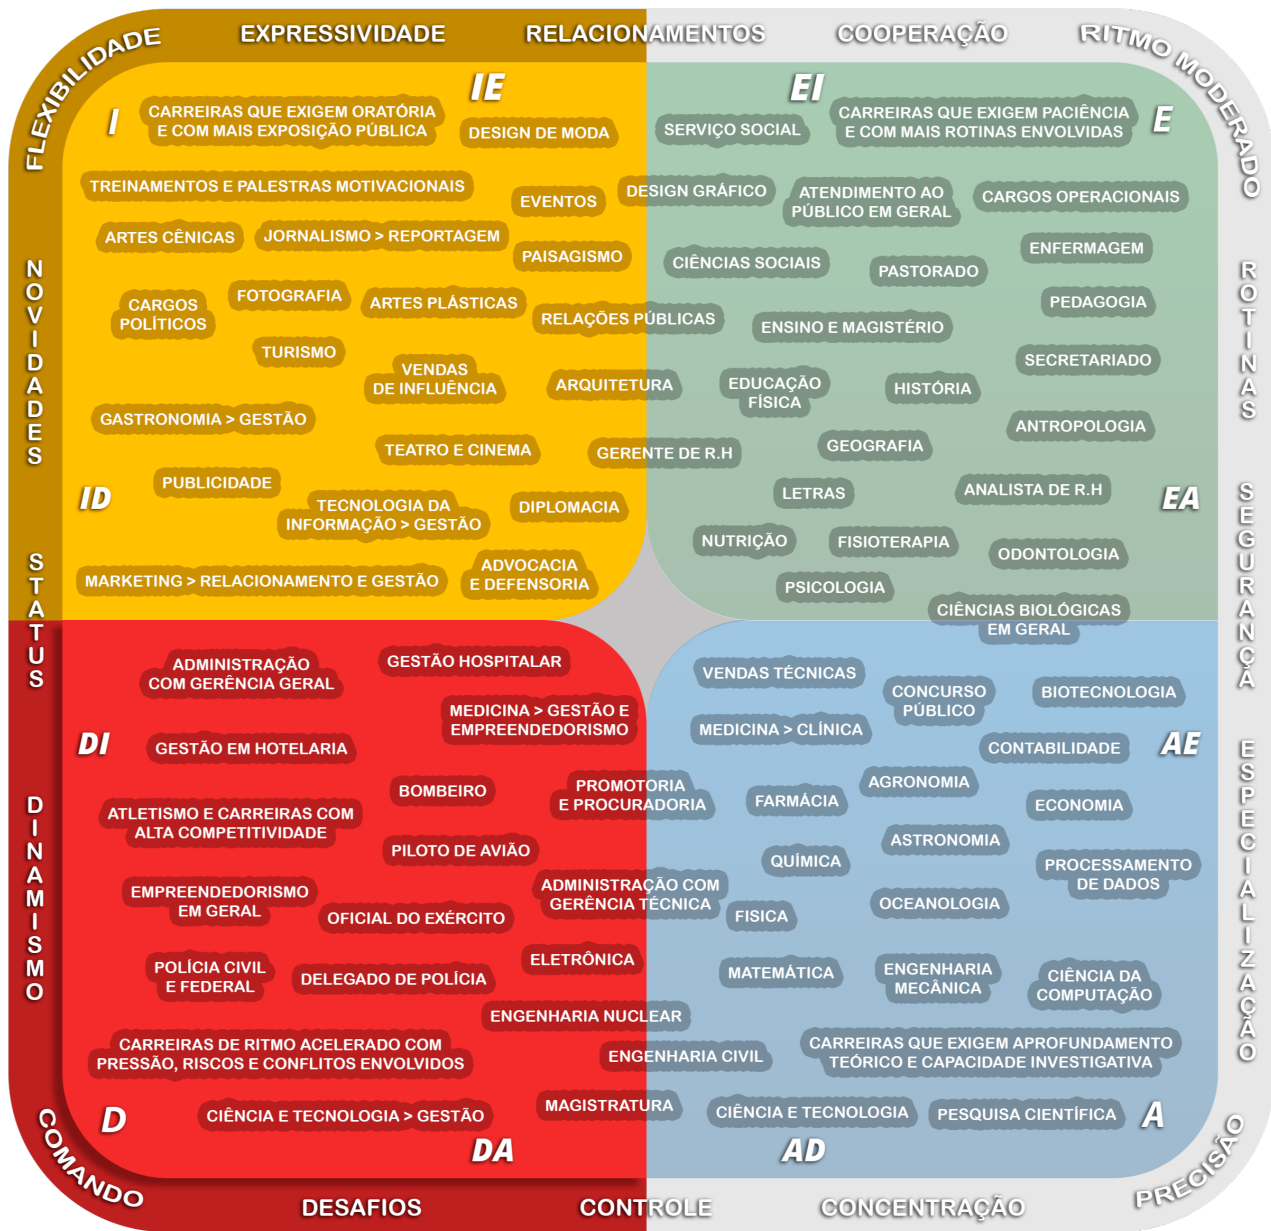 FLEXIBILIDADE
EXPRESSIVIDADE
RELACIONAMENTOS
COOPERAÇÃO
RITMO MODERADO
NOVIDADES
STATUS
DINAMISMO
COMANDO
ROTINAS
SEGURANÇA
ESPECIALIZAÇÃO
PRECISÃO
IE
I
CARREIRAS QUE EXIGEM ORATÓRIA
E COM MAIS EXPOSIÇÃO PÚBLICA
DESIGN DE MODA
TREINAMENTOS E PALESTRAS MOTIVACIONAIS
EVENTOS
ARTES CÊNICAS
JORNALISMO > REPORTAGEM
PAISAGISMO
CARGOS
POLÍTICOS
FOTOGRAFIA
ARTES PLÁSTICAS
RELAÇÕES PÚBLICAS
TURISMO
VENDAS
DE INFLUÊNCIA
ARQUITETURA
GASTRONOMIA > GESTÃO
TEATRO E CINEMA
GERENTE DE R.H
ID
PUBLICIDADE
TECNOLOGIA DA
INFORMAÇÃO > GESTÃO
DIPLOMACIA
MARKETING > RELACIONAMENTO E GESTÃO
ADVOCACIA
E DEFENSORIA
EI
SERVIÇO SOCIAL
CARREIRAS QUE EXIGEM PACIÊNCIA
E COM MAIS ROTINAS ENVOLVIDAS
E
DESIGN GRÁFICO
ATENDIMENTO AO
PÚBLICO EM GERAL
CARGOS OPERACIONAIS
ENFERMAGEM
CIÊNCIAS SOCIAIS
PASTORADO
PEDAGOGIA
ENSINO E MAGISTÉRIO
SECRETARIADO
EDUCAÇÃO
FÍSICA
HISTÓRIA
ANTROPOLOGIA
GEOGRAFIA
LETRAS
ANALISTA DE R.H
EA
NUTRIÇÃO
FISIOTERAPIA
ODONTOLOGIA
PSICOLOGIA
CIÊNCIAS BIOLÓGICAS
EM GERAL
ADMINISTRAÇÃO
COM GERÊNCIA GERAL
GESTÃO HOSPITALAR
MEDICINA > GESTÃO E
EMPREENDEDORISMO
DI
GESTÃO EM HOTELARIA
BOMBEIRO
PROMOTORIA
E PROCURADORIA
ATLETISMO E CARREIRAS COM
ALTA COMPETITIVIDADE
PILOTO DE AVIÃO
EMPREENDEDORISMO
EM GERAL
OFICIAL DO EXÉRCITO
ADMINISTRAÇÃO COM
GERÊNCIA TÉCNICA
ELETRÔNICA
POLÍCIA CIVIL
E FEDERAL
DELEGADO DE POLÍCIA
ENGENHARIA NUCLEAR
CARREIRAS DE RITMO ACELERADO COM
PRESSÃO, RISCOS E CONFLITOS ENVOLVIDOS
ENGENHARIA CIVIL
D
CIÊNCIA E TECNOLOGIA > GESTÃO
MAGISTRATURA
DA
VENDAS TÉCNICAS
CONCURSO
PÚBLICO
BIOTECNOLOGIA
MEDICINA > CLÍNICA
CONTABILIDADE
AE
AGRONOMIA
FARMÁCIA
ECONOMIA
ASTRONOMIA
QUÍMICA
PROCESSAMENTO
DE DADOS
OCEANOLOGIA
FISICA
MATEMÁTICA
ENGENHARIA
MECÂNICA
CIÊNCIA DA
COMPUTAÇÃO
CARREIRAS QUE EXIGEM APROFUNDAMENTO
TEÓRICO E CAPACIDADE INVESTIGATIVA
CIÊNCIA E TECNOLOGIA
PESQUISA CIENTÍFICA
A
AD
DESAFIOS
CONTROLE
CONCENTRAÇÃO